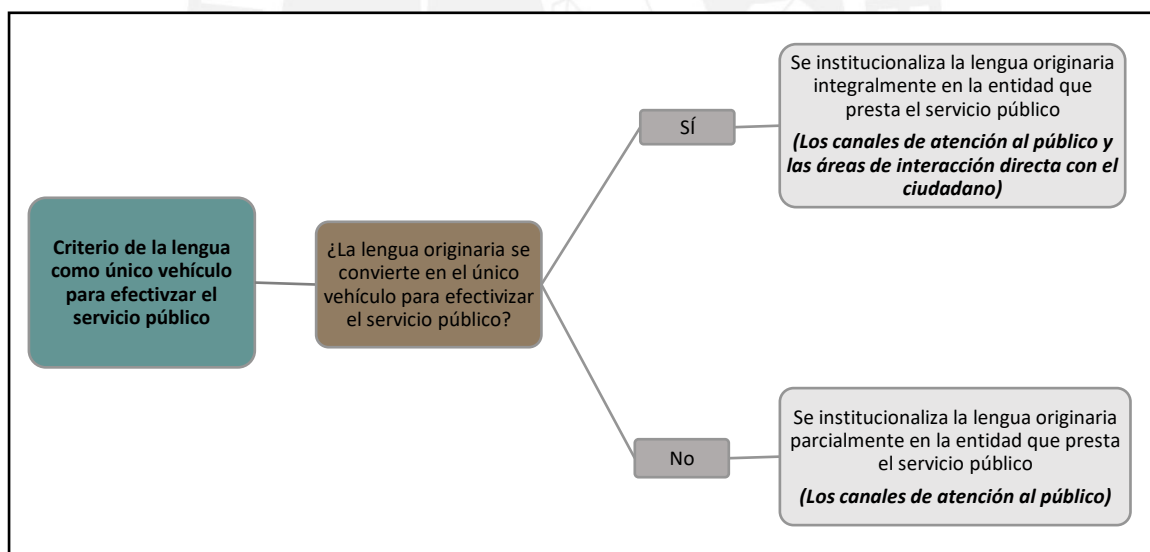 Criterio de la lengua
como único vehículo
para efectivzar el
servicio público
¿La lengua originaria se
convierte en el único
vehículo para efectivizar
el servicio público?
SÍ
Se institucionaliza la lengua originaria
integralmente en la entidad que
presta el servicio público
(Los canales de atención al público y
las áreas de interacción directa con el
ciudadano)
No
Se institucionaliza la lengua originaria
parcialmente en la entidad que presta
el servicio público
(Los canales de atención al público)